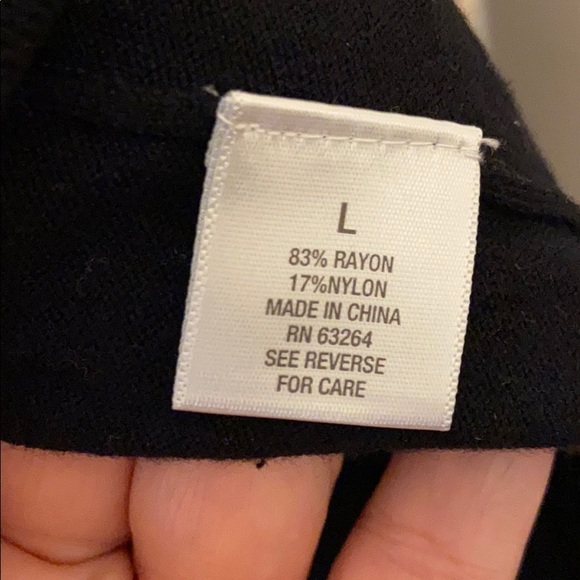 L
83% RAYON
17%NYLON
MADE IN CHINA
RN 63264
SEE REVERSE
FOR CARE